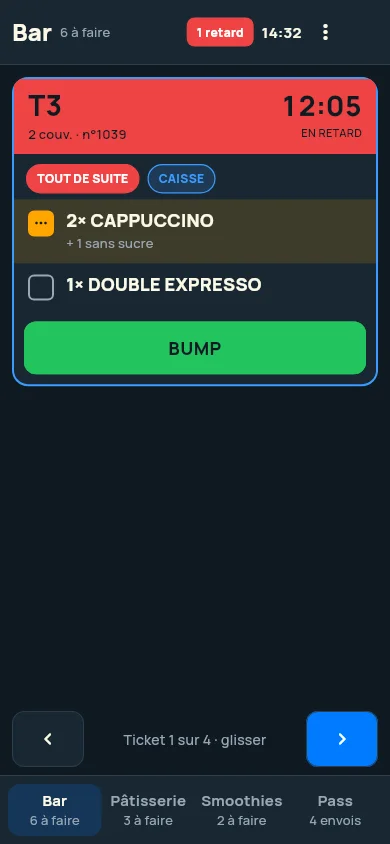 Bar 6 à faire 1 retard 14:32
T3 12:05
2 couv. · n°1039 EN RETARD
TOUT DE SUITE CAISSE
2× CAPPUCCINO
+ 1 sans sucre
1× DOUBLE EXPRESSO
BUMP
Ticket 1 sur 4 · glisser
Bar Pâtisserie Smoothies Pass
6 à faire 3 à faire 2 à faire 4 envois